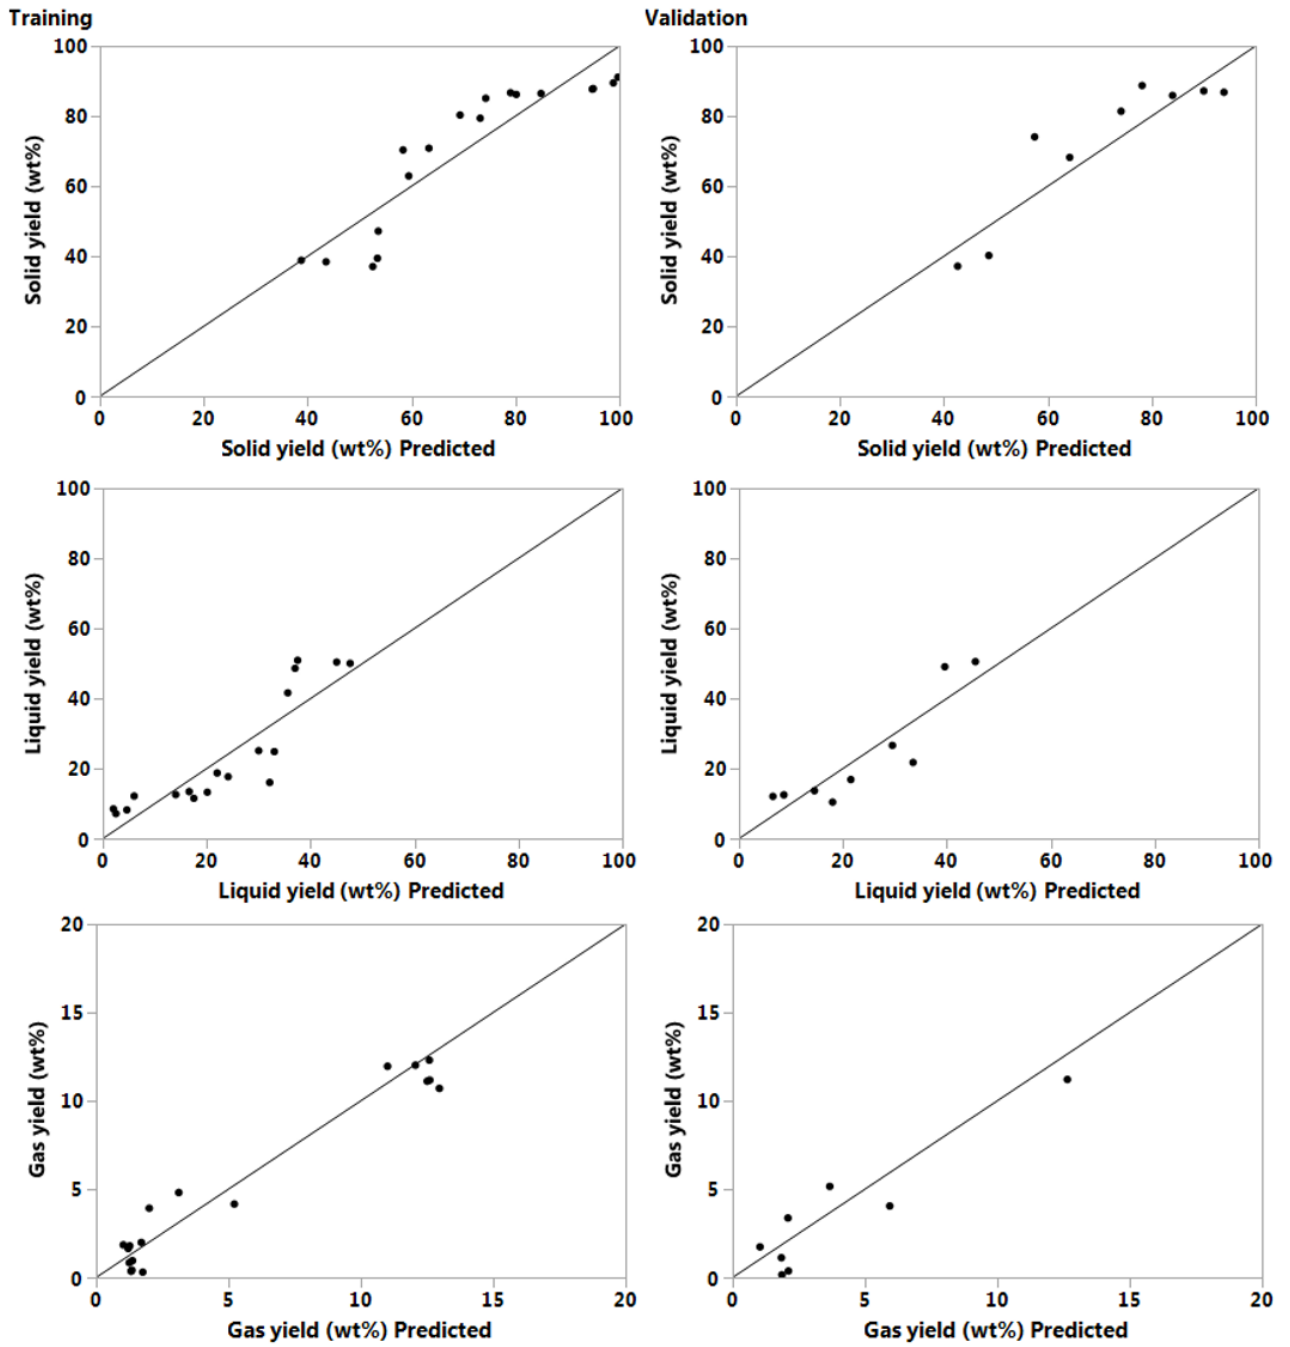 Training
Validation
100
80
60
40
20
0
Solid yield (wt%)
0 20 40 60 80 100
Solid yield (wt%) Predicted
100
80
60
40
20
0
Solid yield (wt%)
0 20 40 60 80 100
Solid yield (wt%) Predicted
100
80
60
40
20
0
Liquid yield (wt%)
0 20 40 60 80 100
Liquid yield (wt%) Predicted
100
80
60
40
20
0
Liquid yield (wt%)
0 20 40 60 80 100
Liquid yield (wt%) Predicted
20
15
10
5
0
Gas yield (wt%)
0 5 10 15 20
Gas yield (wt%) Predicted
20
15
10
5
0
Gas yield (wt%)
0 5 10 15 20
Gas yield (wt%) Predicted